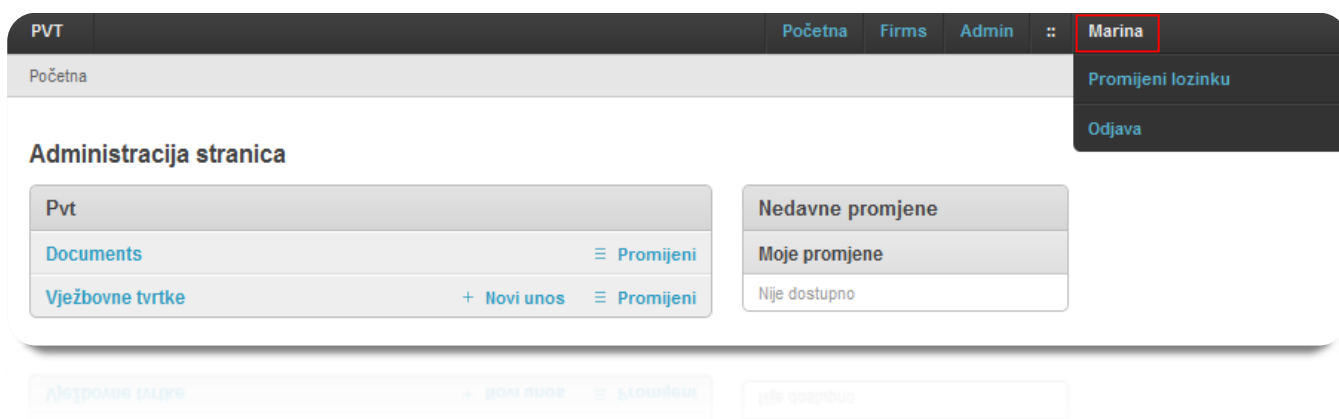 PVT Početna Firms Admin :: Marina
Početna
Promijeni lozinku
Odjava
Administracija stranica
Pvt
Documents Promijeni
Vježbovne tvrtke + Novi unos Promijeni
Nedavne promjene
Moje promjene
Nije dostupno